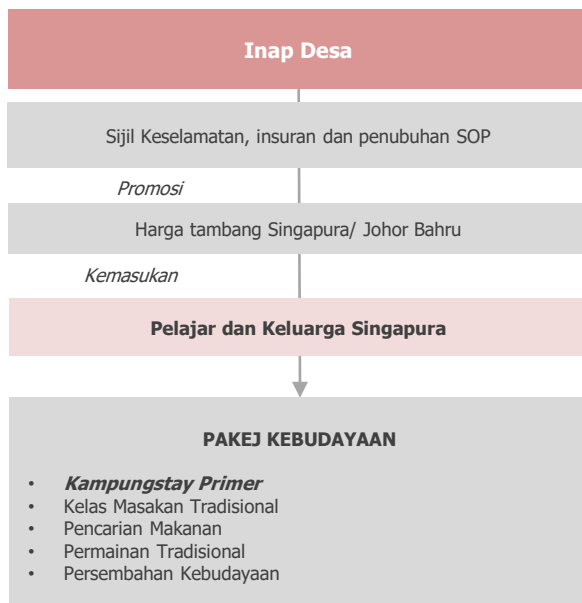 Inap Desa
Sijil Keselamatan, insuran dan penubuhan SOP
Promosi
Harga tambang Singapura/ Johor Bahru
Kemasukan
Pelajar dan Keluarga Singapura
PAKEJ KEBUDAYAAN
• Kampungstay Primer
• Kelas Masakan Tradisional
• Pencarian Makanan
• Permainan Tradisional
• Persembahan Kebudayaan